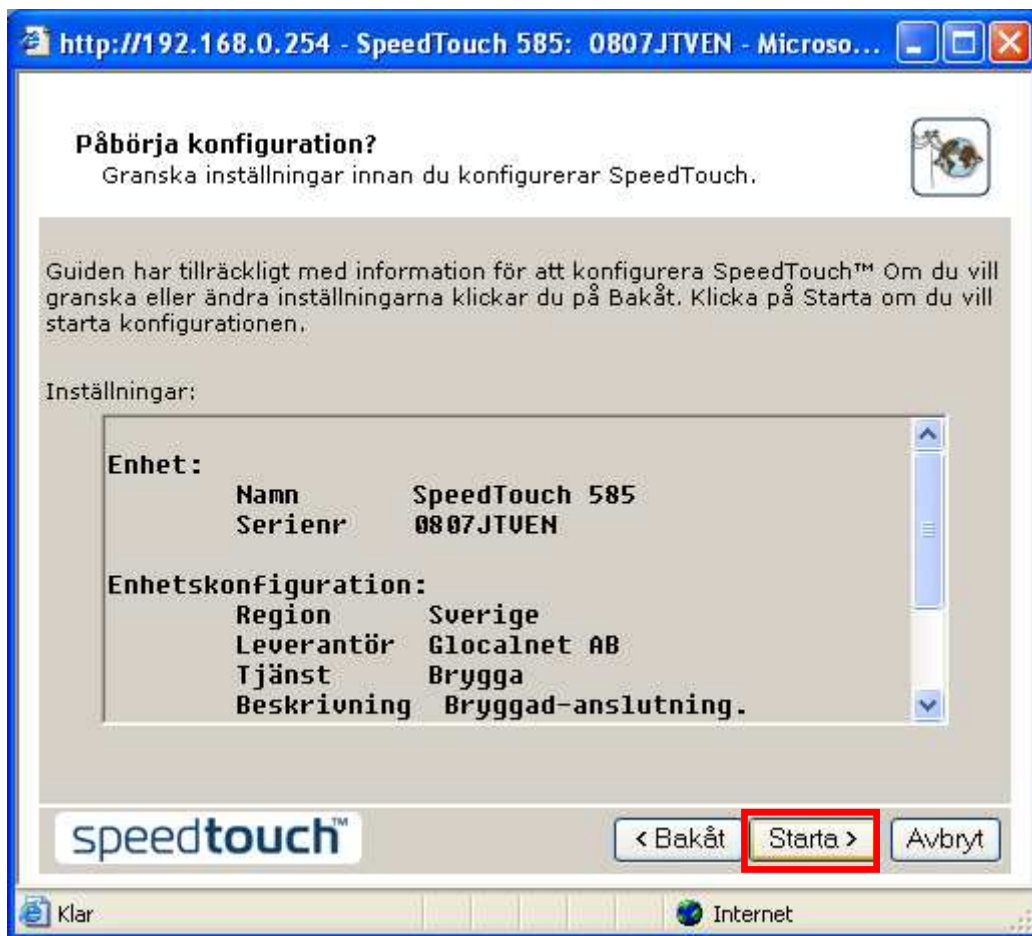 http://192.168.0.254 - SpeedTouch 585: 0807JTVEN - Microso...
Påbörja konfiguration?
Granska inställningar innan du konfigurerar SpeedTouch.
Guiden har tillräckligt med information för att konfigurera SpeedTouch™ Om du vill
granska eller ändra inställningarna klickar du på Bakåt. Klicka på Starta om du vill
starta konfigurationen.
Inställningar:
Enhet:
Namn SpeedTouch 585
Serienr 0807JTVEN
Enhetskonfiguration:
Region Sverige
Leverantör Glocalnet AB
Tjänst Brygga
Beskrivning Bryggad-anslutning.
speedtouch™
< Bakåt Starta > Avbryt
Klar Internet